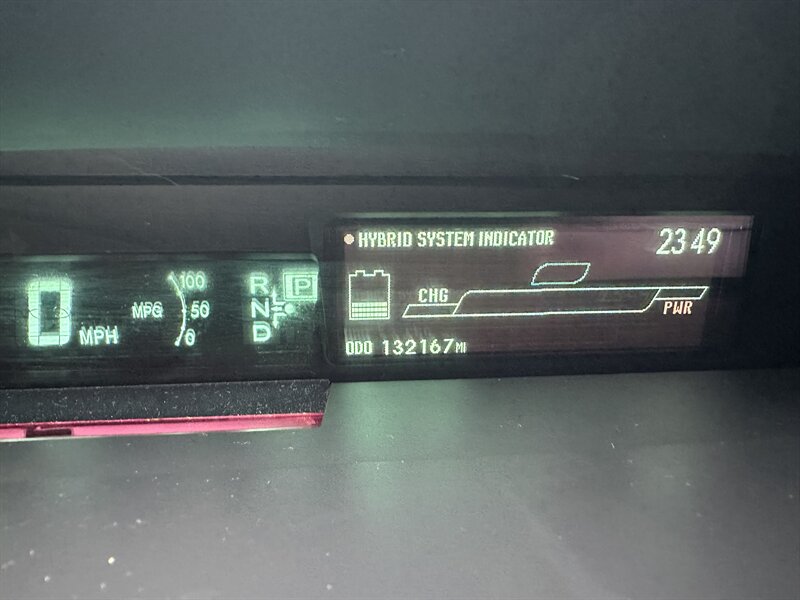 HYBRID SYSTEM INDICATOR
23 49
CHG
PWR
ODO 132167 MI
0 MPH
MPG
100
50
0
R
N
D
P